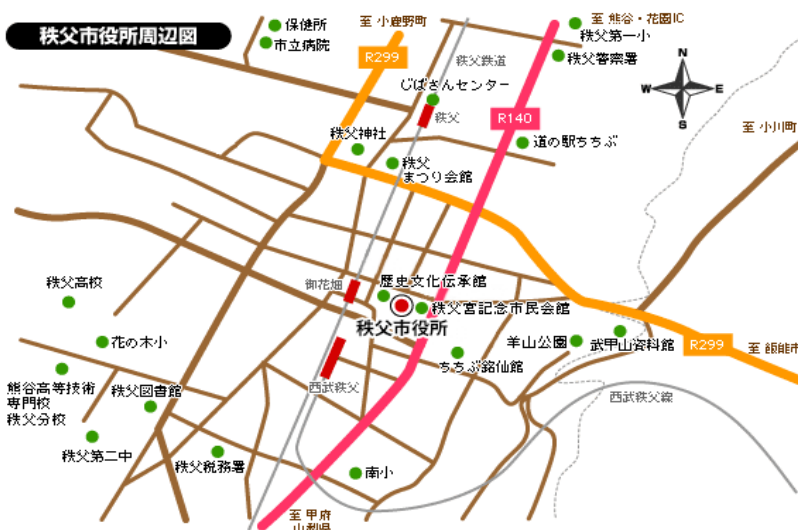 秩父市役所周辺図
保健所
市立病院
至 小鹿野町
R299
秩父鉄道
至 熊谷・花園IC
秩父第一小
秩父警察署
N
W
E
S
じばさんセンター
秩父
R140
至 小川町
秩父神社
道の駅ちちぶ
秩父
まつり会館
御花畑
歴史文化伝承館
秩父宮記念市民会館
秩父市役所
秩父高校
花の木小
羊山公園
武甲山資料館
R299
至 飯能市
ちちぶ銘仙館
西武秩父
西武秩父線
熊谷高等技術
専門校
秩父分校
秩父図書館
秩父第二中
秩父税務署
南小
至 甲府
山梨県